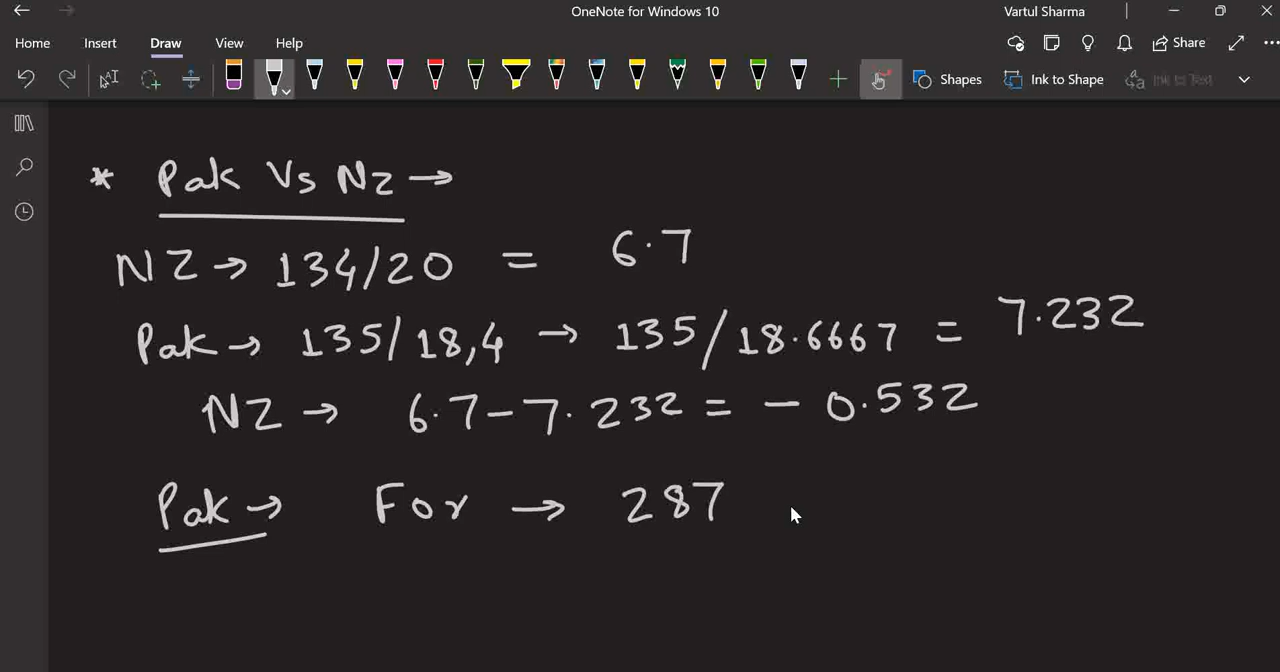 OneNote for Windows 10
Vartul Sharma
Home Insert Draw View Help
Share
Shapes Ink to Shape Ink to Text
* Pak Vs NZ →
NZ → 134/20 = 6.7
Pak → 135/18,4 → 135/18.6667 = 7.232
NZ → 6.7-7.232 = - 0.532
Pak → For → 287